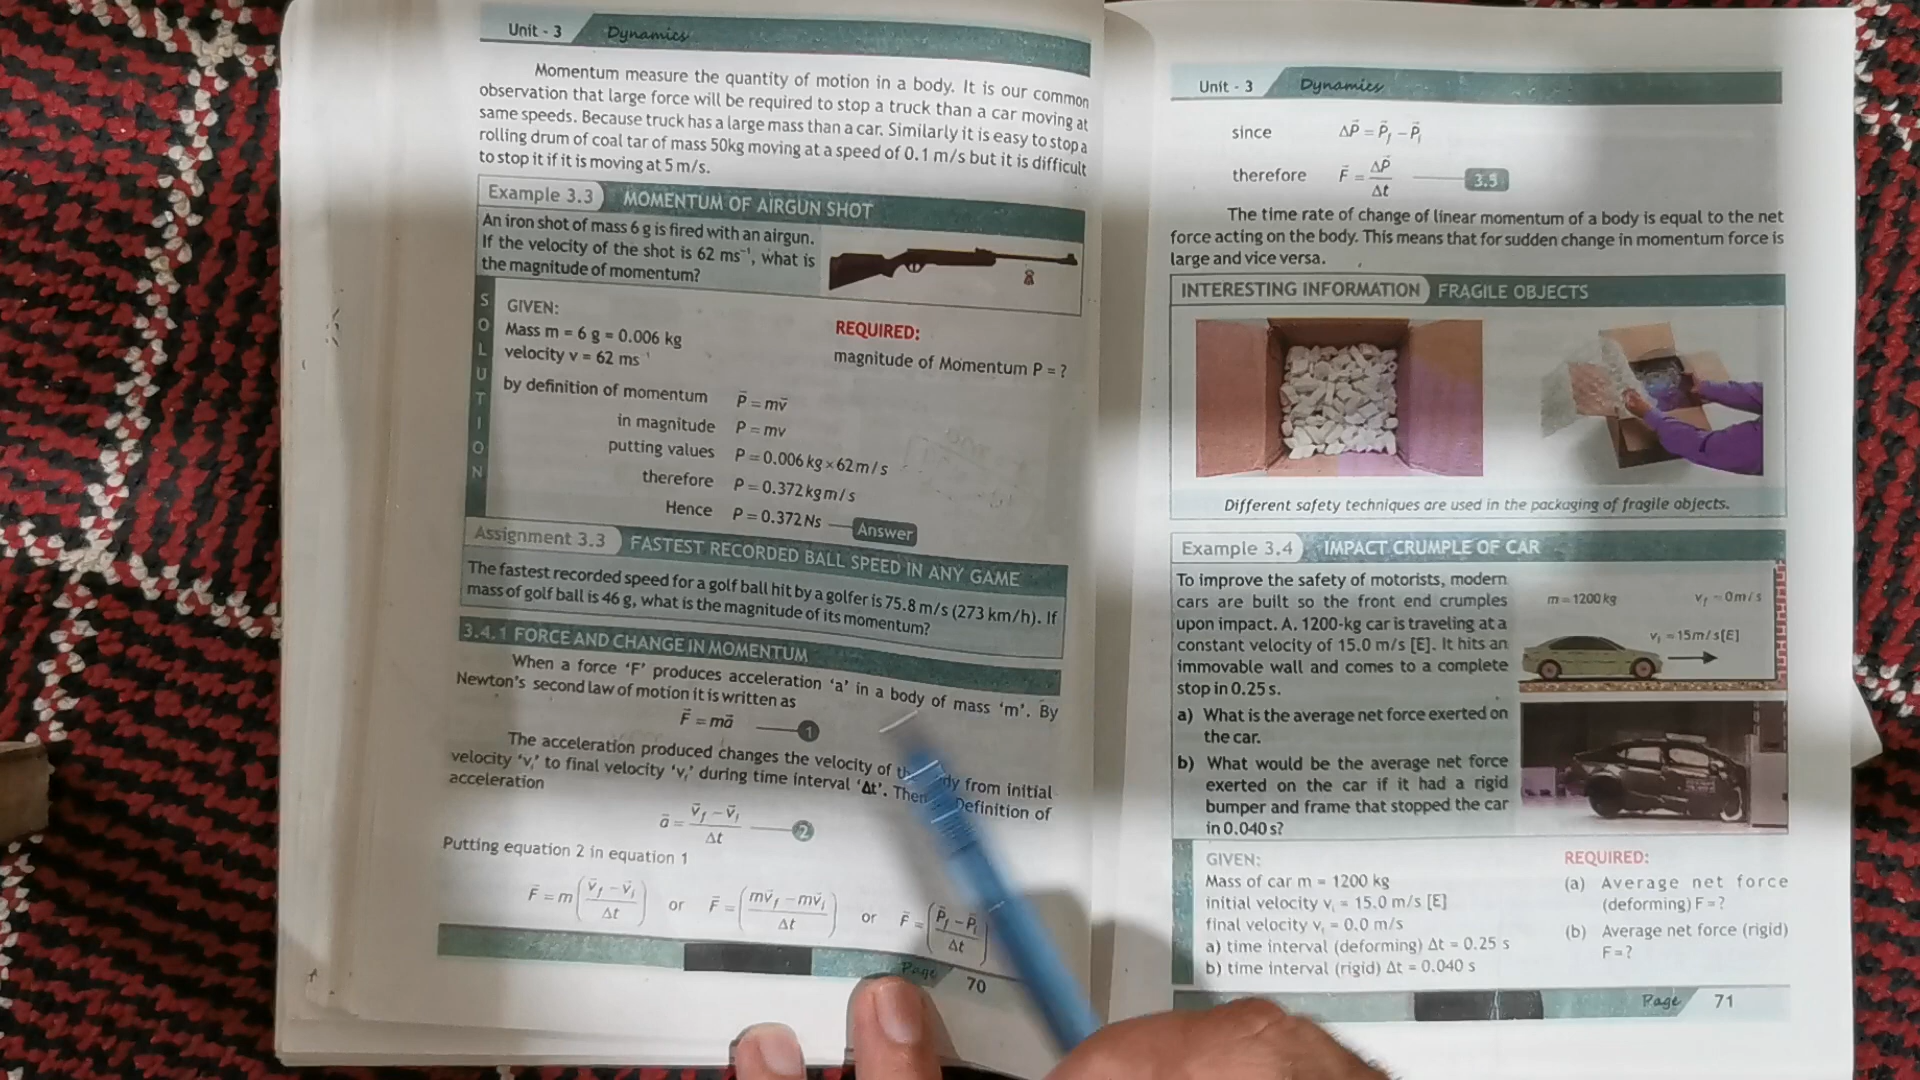 Unit - 3 Dynamics
Momentum measure the quantity of motion in a body. It is our common
observation that large force will be required to stop a truck than a car moving at
same speeds. Because truck has a large mass than a car. Similarly it is easy to stop a
rolling drum of coal tar of mass 50kg moving at a speed of 0.1 m/s but it is difficult
to stop it if it is moving at 5 m/s.
Example 3.3 MOMENTUM OF AIRGUN SHOT
An iron shot of mass 6 g is fired with an airgun.
If the velocity of the shot is 62 ms⁻¹, what is
the magnitude of momentum?
SOLUTION
GIVEN:
Mass m = 6 g = 0.006 kg
velocity v = 62 ms⁻¹
REQUIRED:
magnitude of Momentum P = ?
by definition of momentum P⃗ = mv⃗
in magnitude P = mv
putting values P = 0.006 kg × 62 m / s
therefore P = 0.372 kg m / s
Hence P = 0.372 Ns Answer
Assignment 3.3 FASTEST RECORDED BALL SPEED IN ANY GAME
The fastest recorded speed for a golf ball hit by a golfer is 75.8 m/s (273 km/h). If
mass of golf ball is 46 g, what is the magnitude of its momentum?
3.4.1 FORCE AND CHANGE IN MOMENTUM
When a force ‘F’ produces acceleration ‘a’ in a body of mass ‘m’. By
Newton’s second law of motion it is written as
F⃗ = ma⃗ 1
The acceleration produced changes the velocity of from initial
velocity ‘vᵢ’ to final velocity ‘vᵢ’ during time interval ‘Δt’. Then Definition of
acceleration
a⃗ = (v⃗f − v⃗i) / Δt 2
Putting equation 2 in equation 1
F⃗ = m((v⃗f − v⃗i) / Δt) or F⃗ = ((mv⃗f − mv⃗i) / Δt) or F⃗ = ((P⃗f − P⃗i) / Δt)
Page 70
Unit - 3 Dynamics
since ΔP⃗ = P⃗f − P⃗i
therefore F⃗ = ΔP⃗ / Δt 3.5
The time rate of change of linear momentum of a body is equal to the net
force acting on the body. This means that for sudden change in momentum force is
large and vice versa.
INTERESTING INFORMATION FRAGILE OBJECTS
Different safety techniques are used in the packaging of fragile objects.
Example 3.4 IMPACT CRUMPLE OF CAR
To improve the safety of motorists, modern
cars are built so the front end crumples
upon impact. A. 1200-kg car is traveling at a
constant velocity of 15.0 m/s [E]. It hits an
immovable wall and comes to a complete
stop in 0.25 s.
a) What is the average net force exerted on
the car.
b) What would be the average net force
exerted on the car if it had a rigid
bumper and frame that stopped the car
in 0.040 s?
m = 1200 kg
vf = 0 m / s
vi = 15 m / s [E]
GIVEN:
Mass of car m = 1200 kg
initial velocity vᵢ = 15.0 m/s [E]
final velocity vᵢ = 0.0 m/s
a) time interval (deforming) Δt = 0.25 s
b) time interval (rigid) Δt = 0.040 s
REQUIRED:
(a) Average net force
(deforming) F = ?
(b) Average net force (rigid)
F = ?
Page 71